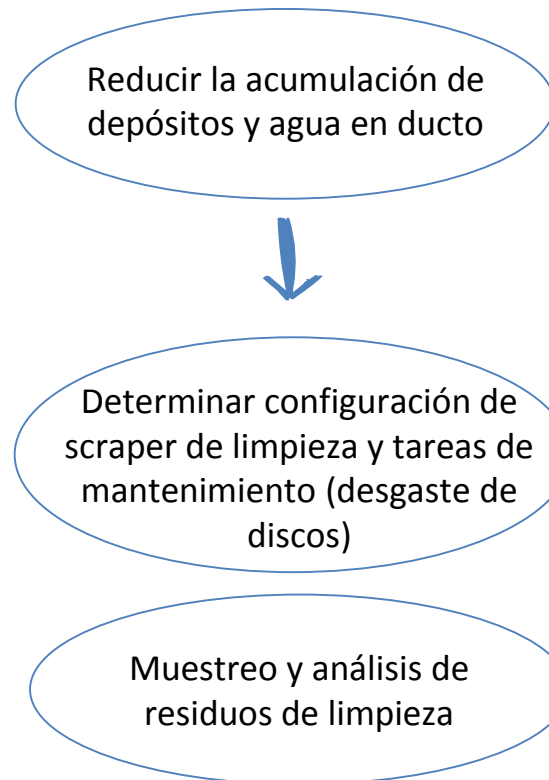 Reducir la acumulación de
depósitos y agua en ducto
Determinar configuración de
scraper de limpieza y tareas de
mantenimiento (desgaste de
discos)
Muestreo y análisis de
residuos de limpieza